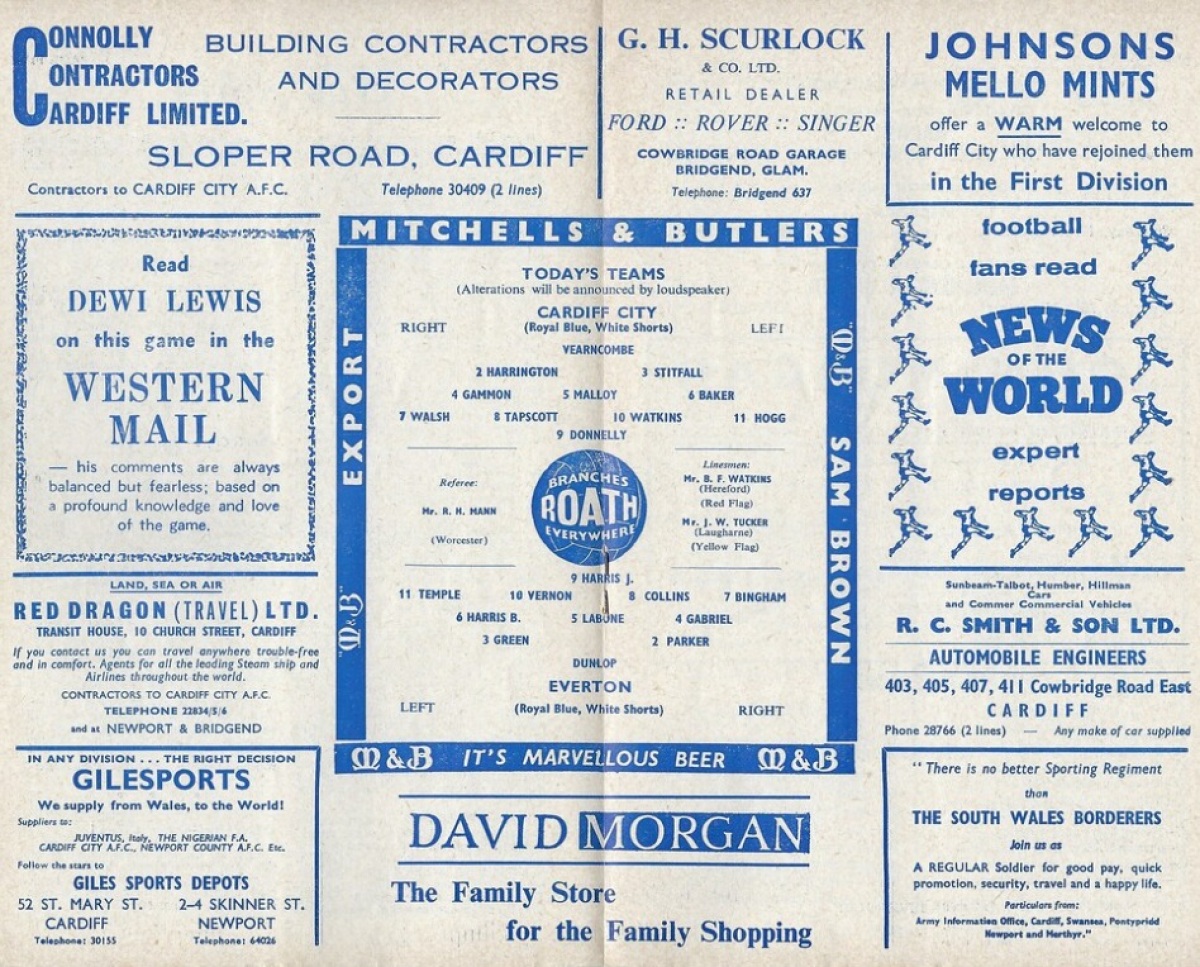 CONNOLLY
CONTRACTORS
CARDIFF LIMITED.
BUILDING CONTRACTORS
AND DECORATORS
SLOPER ROAD, CARDIFF
Contractors to CARDIFF CITY A.F.C.
Telephone 30409 (2 lines)
G. H. SCURLOCK
& CO. LTD.
RETAIL DEALER
FORD :: ROVER :: SINGER
COWBRIDGE ROAD GARAGE
BRIDGEND, GLAM.
Telephone: Bridgend 637
JOHNSONS
MELLO MINTS
offer a WARM welcome to
Cardiff City who have rejoined them
in the First Division
Read
DEWI LEWIS
on this game in the
WESTERN
MAIL
— his comments are always
balanced but fearless; based on
a profound knowledge and love
of the game.
MITCHELLS & BUTLERS
EXPORT
"M&B"
"M&B"
SAM BROWN
TODAY'S TEAMS
(Alterations will be announced by loudspeaker)
CARDIFF CITY
RIGHT (Royal Blue, White Shorts) LEFT
VEARNCOMBE
2 HARRINGTON 3 STITFALL
4 GAMMON 5 MALLOY 6 BAKER
7 WALSH 8 TAPSCOTT 10 WATKINS 11 HOGG
9 DONNELLY
Referee:
Mr. R. H. MANN
(Worcester)
BRANCHES
ROATH
EVERYWHERE
Linesmen:
Mr. B. F. WATKINS
(Hereford)
(Red Flag)
Mr. J. W. TUCKER
(Laugharne)
(Yellow Flag)
9 HARRIS J.
11 TEMPLE 10 VERNON 8 COLLINS 7 BINGHAM
6 HARRIS B. 5 LABONE 4 GABRIEL
3 GREEN 2 PARKER
DUNLOP
EVERTON
LEFT (Royal Blue, White Shorts) RIGHT
M&B IT'S MARVELLOUS BEER M&B
football
fans read
NEWS
OF THE
WORLD
expert
reports
LAND, SEA OR AIR
RED DRAGON (TRAVEL) LTD.
TRANSIT HOUSE, 10 CHURCH STREET, CARDIFF
If you contact us you can travel anywhere trouble-free
and in comfort. Agents for all the leading Steam ship and
Airlines throughout the world.
CONTRACTORS TO CARDIFF CITY A.F.C.
TELEPHONE 22834/5/6
and at NEWPORT & BRIDGEND
Sunbeam-Talbot, Humber, Hillman
Cars
and Commer Commercial Vehicles
R. C. SMITH & SON LTD.
AUTOMOBILE ENGINEERS
403, 405, 407, 411 Cowbridge Road East
CARDIFF
Phone 28766 (2 lines) — Any make of car supplied
IN ANY DIVISION . . . THE RIGHT DECISION
GILESPORTS
We supply from Wales, to the World!
Suppliers to:
JUVENTUS, Italy, THE NIGERIAN F.A.
CARDIFF CITY A.F.C., NEWPORT COUNTY A.F.C. Etc.
Follow the stars to
GILES SPORTS DEPOTS
52 ST. MARY ST. 2–4 SKINNER ST.
CARDIFF NEWPORT
Telephone: 30155 Telephone: 64026
DAVID MORGAN
The Family Store
for the Family Shopping
"There is no better Sporting Regiment
than
THE SOUTH WALES BORDERERS
Join us as
A REGULAR Soldier for good pay, quick
promotion, security, travel and a happy life.
Particulars from:
Army Information Office, Cardiff, Swansea, Pontypridd
Newport and Merthyr."